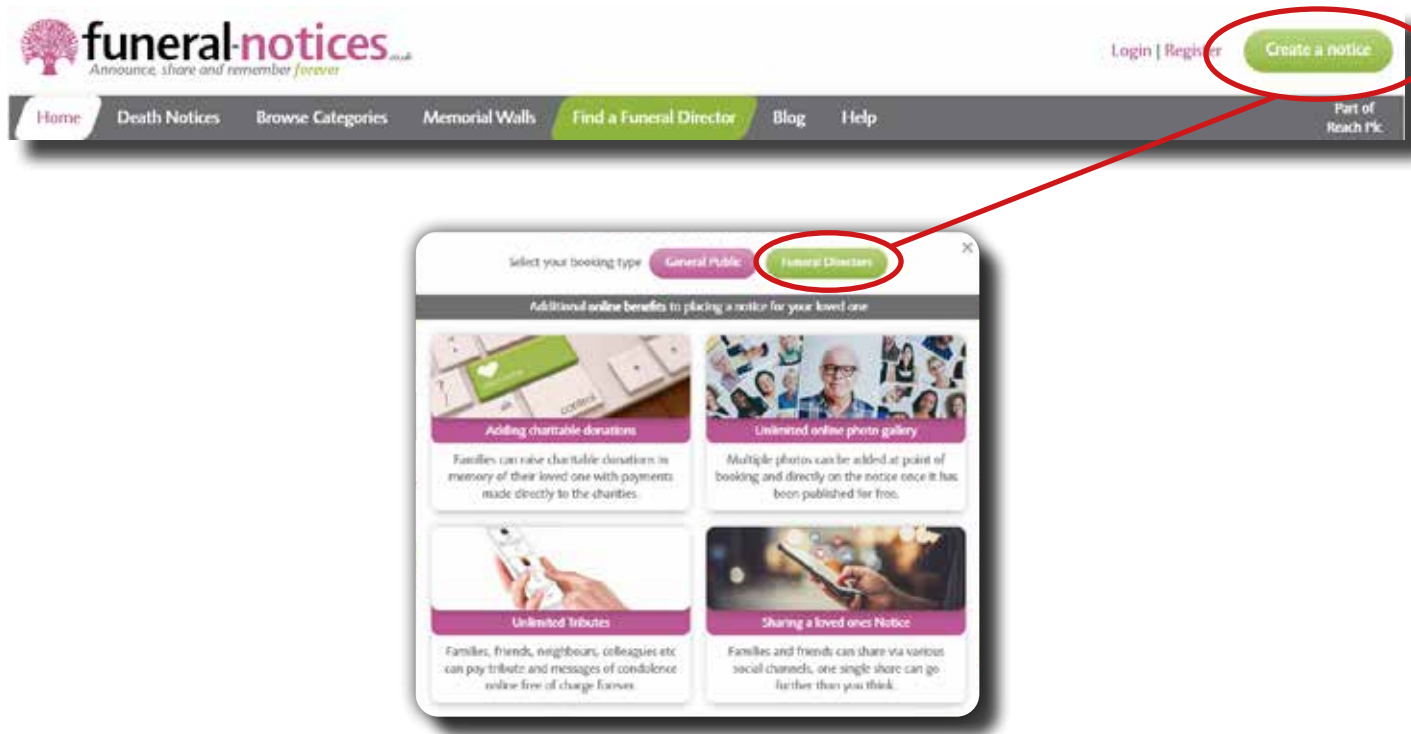 funeral-notices.co.uk
Announce, share and remember forever
Login | Register
Create a notice
Home
Death Notices
Browse Categories
Memorial Walls
Find a Funeral Director
Blog
Help
Part of
Reach Plc
Select your booking type
General Public
Funeral Directors
×
Additional online benefits to placing a notice for your loved one
Adding charitable donations
Families can raise charitable donations in
memory of their loved one with payments
made directly to the charities.
Unlimited online photo gallery
Multiple photos can be added at point of
booking and directly on the notice once it has
been published for free.
alt
control
Unlimited Tributes
Families, friends, neighbours, colleagues etc
can pay tribute and messages of condolence
online free of charge forever.
Sharing a loved ones Notice
Families and friends can share via various
social channels, one single share can go
further than you think.